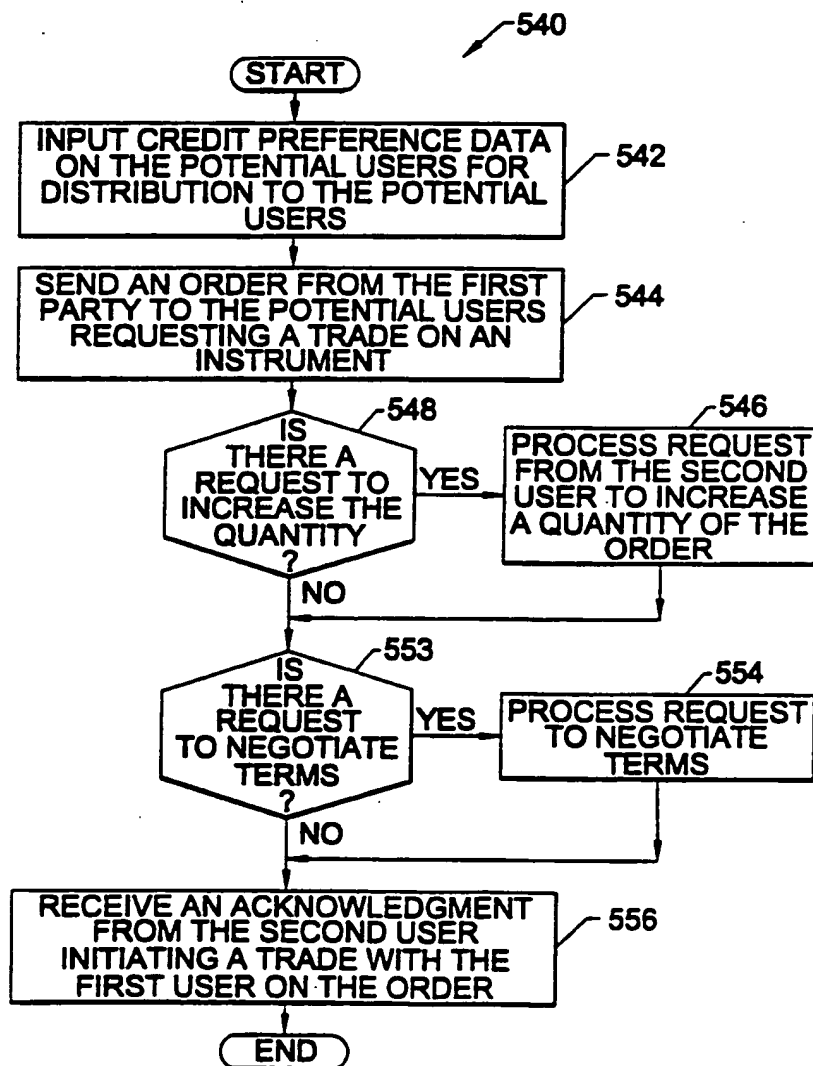 540
START
INPUT CREDIT PREFERENCE DATA
ON THE POTENTIAL USERS FOR
DISTRIBUTION TO THE POTENTIAL
USERS
542
SEND AN ORDER FROM THE FIRST
PARTY TO THE POTENTIAL USERS
REQUESTING A TRADE ON AN
INSTRUMENT
544
548
IS
THERE A
REQUEST TO
INCREASE THE
QUANTITY
?
YES
NO
546
PROCESS REQUEST
FROM THE SECOND
USER TO INCREASE
A QUANTITY OF THE
ORDER
553
IS
THERE A
REQUEST
TO NEGOTIATE
TERMS
?
YES
NO
554
PROCESS REQUEST
TO NEGOTIATE
TERMS
RECEIVE AN ACKNOWLEDGMENT
FROM THE SECOND USER
INITIATING A TRADE WITH THE
FIRST USER ON THE ORDER
556
END